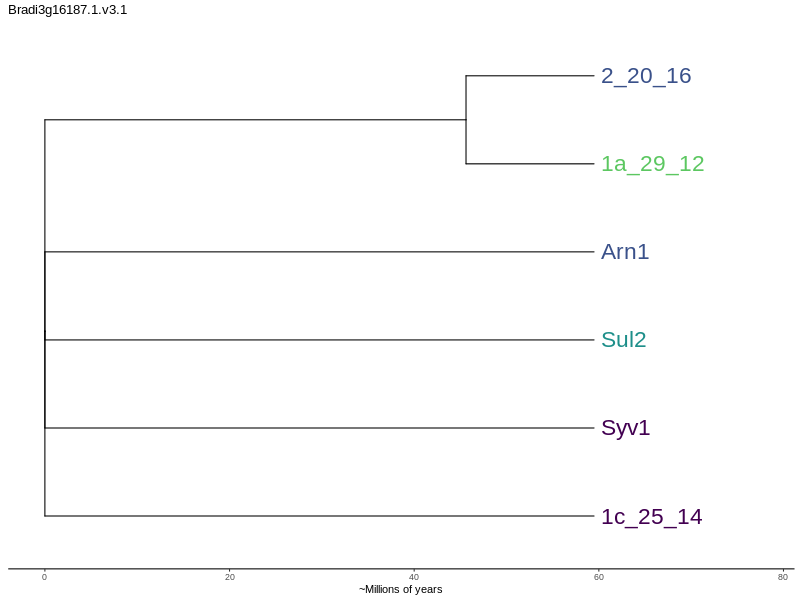 Bradi3g16187.1.v3.1
2_20_16
1a_29_12
Arn1
Sul2
Syv1
1c_25_14
0 20 40 60 80
~Millions of years